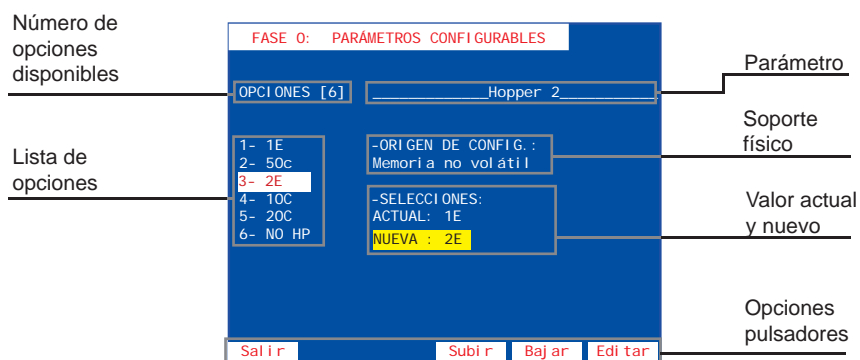 Número de
opciones
disponibles
Lista de
opciones
FASE 0: PARÁMETROS CONFIGURABLES
OPCIONES [6]
_____________Hopper 2___________
1- 1E
2- 50c
3- 2E
4- 10C
5- 20C
6- NO HP
-ORIGEN DE CONFIG.:
Memoria no volátil
-SELECCIONES:
ACTUAL: 1E
NUEVA : 2E
Salir
Subir
Bajar
Editar
Parámetro
Soporte
físico
Valor actual
y nuevo
Opciones
pulsadores